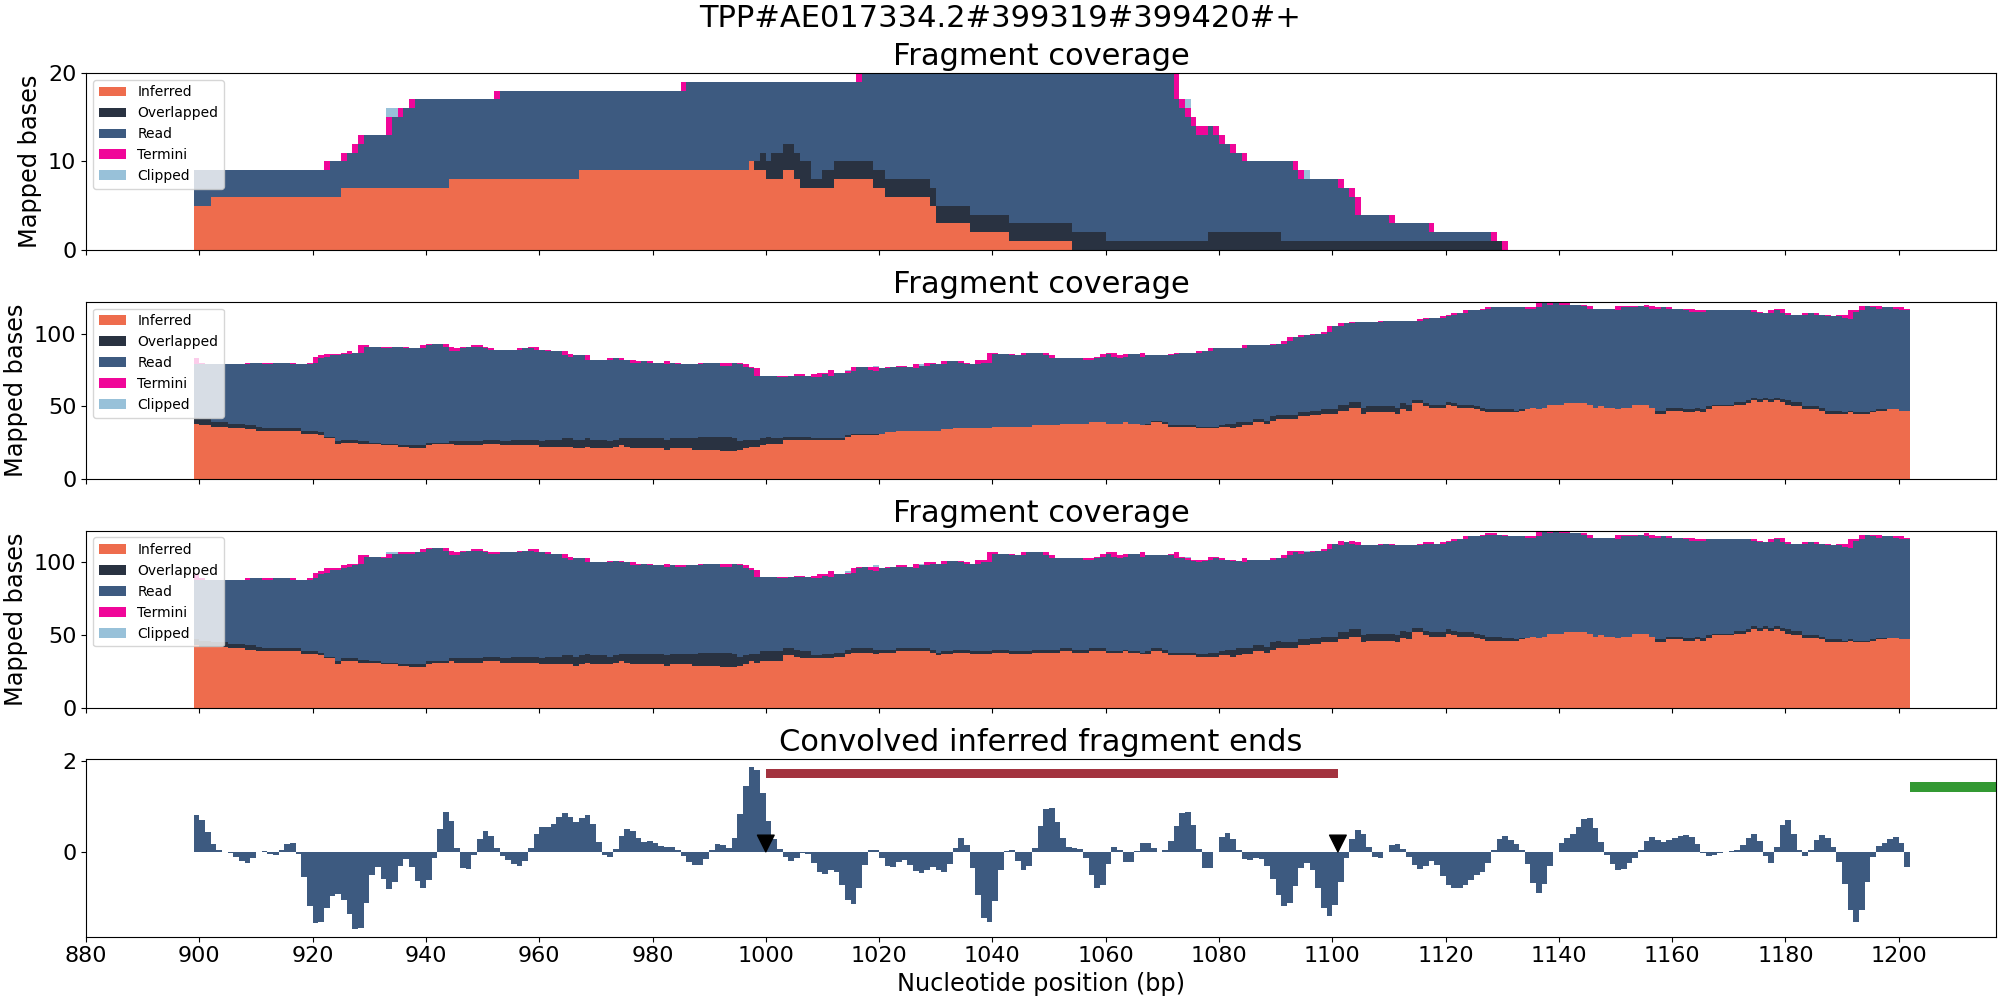 TPP#AE017334.2#399319#399420#+
Fragment coverage
Mapped bases
20
10
0
Inferred
Overlapped
Read
Termini
Clipped
Fragment coverage
Mapped bases
100
50
0
Inferred
Overlapped
Read
Termini
Clipped
Fragment coverage
Mapped bases
100
50
0
Inferred
Overlapped
Read
Termini
Clipped
Convolved inferred fragment ends
2
0
880 900 920 940 960 980 1000 1020 1040 1060 1080 1100 1120 1140 1160 1180 1200
Nucleotide position (bp)